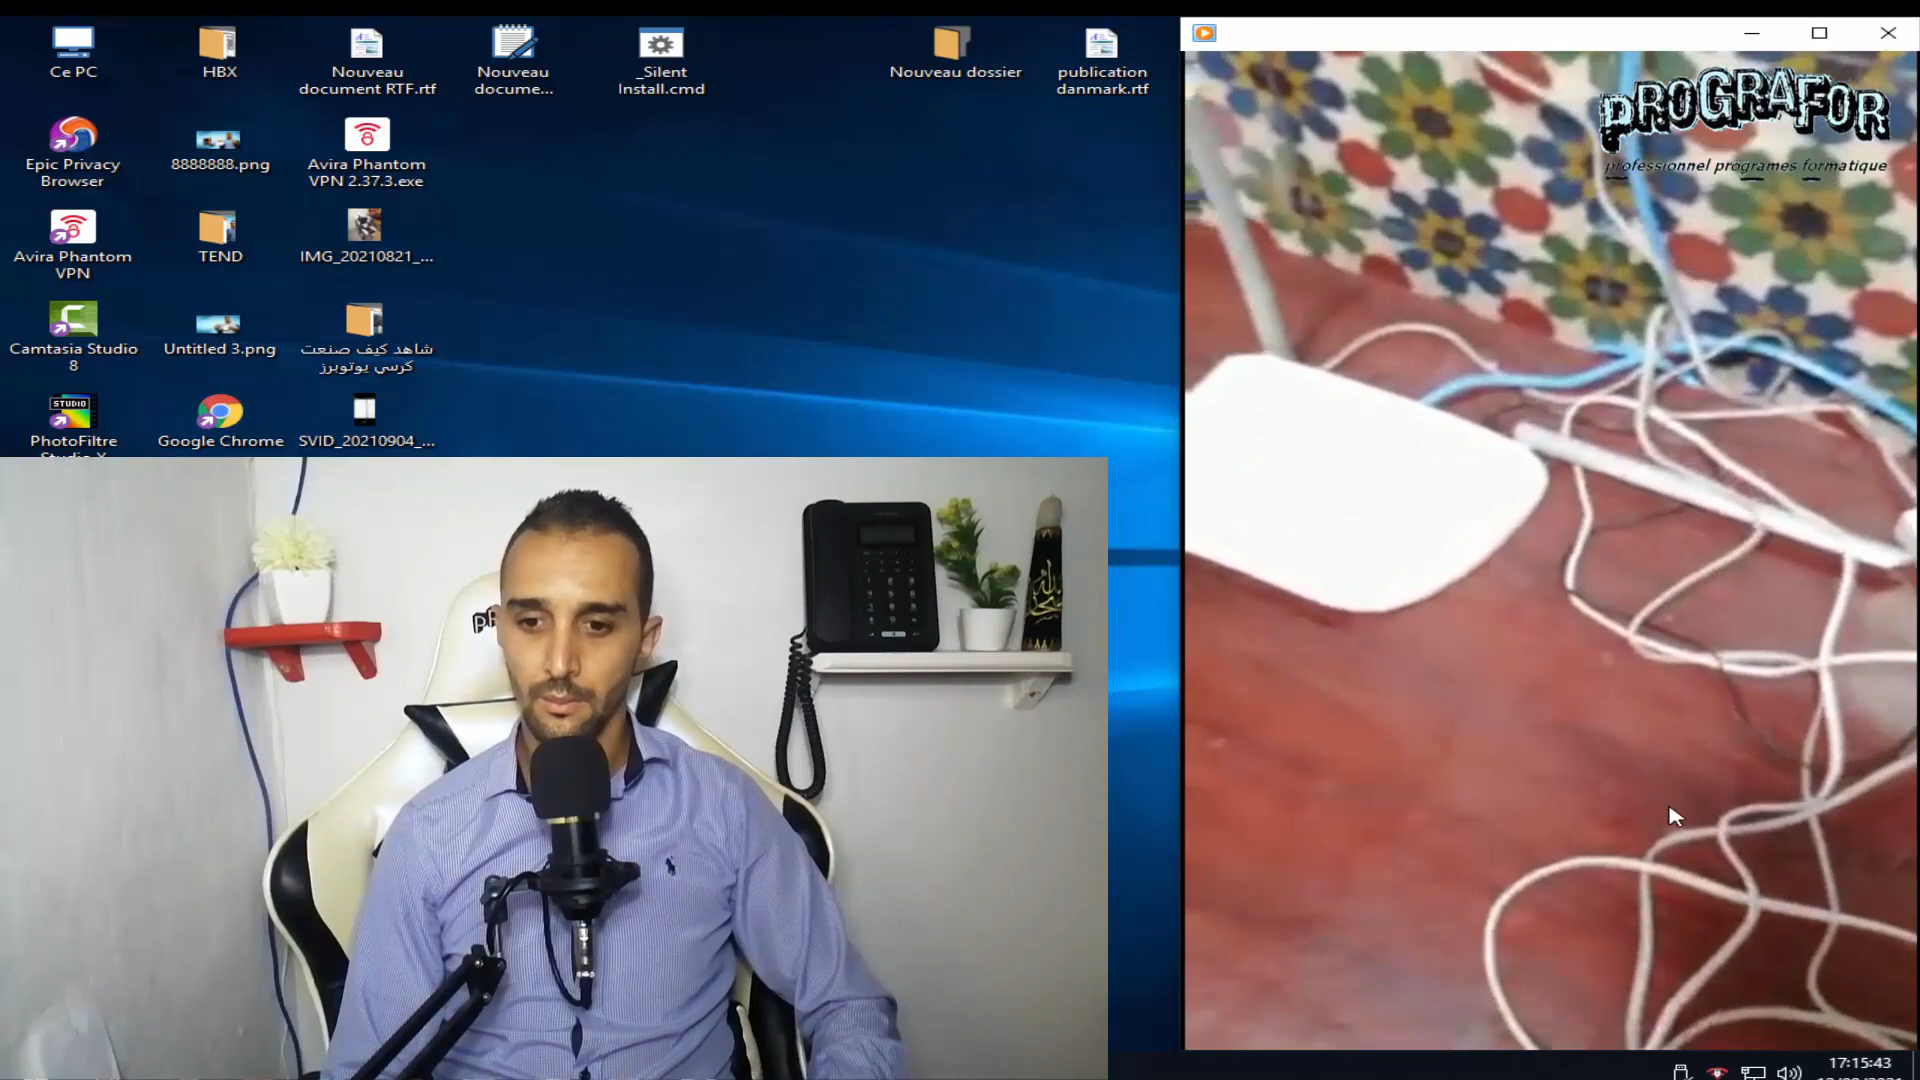 Ce PC
HBX
Nouveau
document RTF.rtf
Nouveau
docume...
_Silent
Install.cmd
Nouveau dossier
publication
danmark.rtf
Epic Privacy
Browser
8888888.png
Avira Phantom
VPN 2.37.3.exe
Avira Phantom
VPN
TEND
IMG_20210821_...
Camtasia Studio
8
Untitled 3.png
شاهد كيف صنعت
كرسي يوتوبرز
STUDIO
PhotoFiltre
Studio X
Google Chrome
SVID_20210904_...
PROGRAFOR
professionnel programes formatique
17:15:43